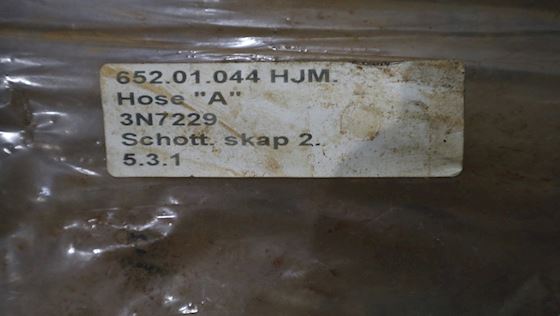 652.01.044 HJM.
Hose "A"
3N7229
Schott. skap 2.
5.3.1